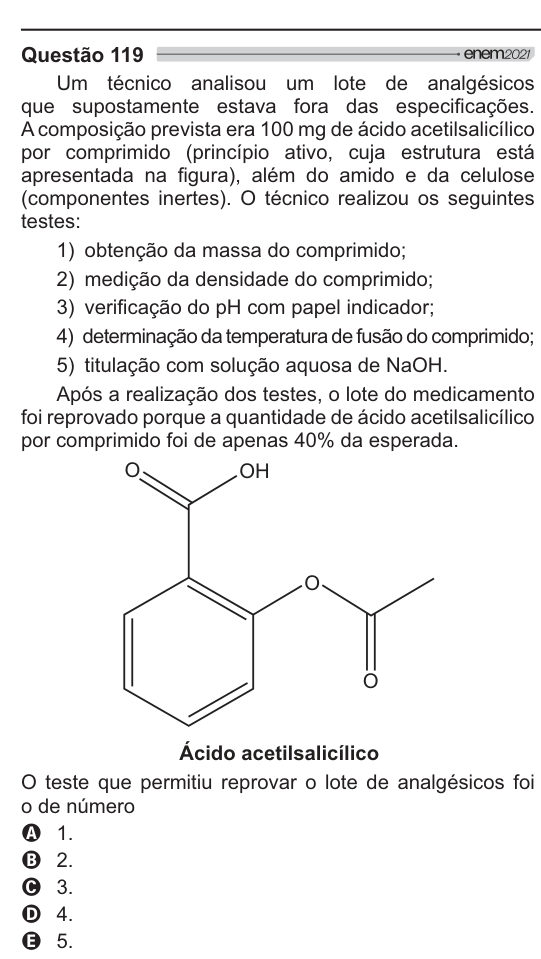 Questão 119 enem2021
Um técnico analisou um lote de analgésicos
que supostamente estava fora das especificações.
A composição prevista era 100 mg de ácido acetilsalicílico
por comprimido (princípio ativo, cuja estrutura está
apresentada na figura), além do amido e da celulose
(componentes inertes). O técnico realizou os seguintes
testes:
1) obtenção da massa do comprimido;
2) medição da densidade do comprimido;
3) verificação do pH com papel indicador;
4) determinação da temperatura de fusão do comprimido;
5) titulação com solução aquosa de NaOH.
Após a realização dos testes, o lote do medicamento
foi reprovado porque a quantidade de ácido acetilsalicílico
por comprimido foi de apenas 40% da esperada.
O OH
O
O
Ácido acetilsalicílico
O teste que permitiu reprovar o lote de analgésicos foi
o de número
A 1.
B 2.
C 3.
D 4.
E 5.